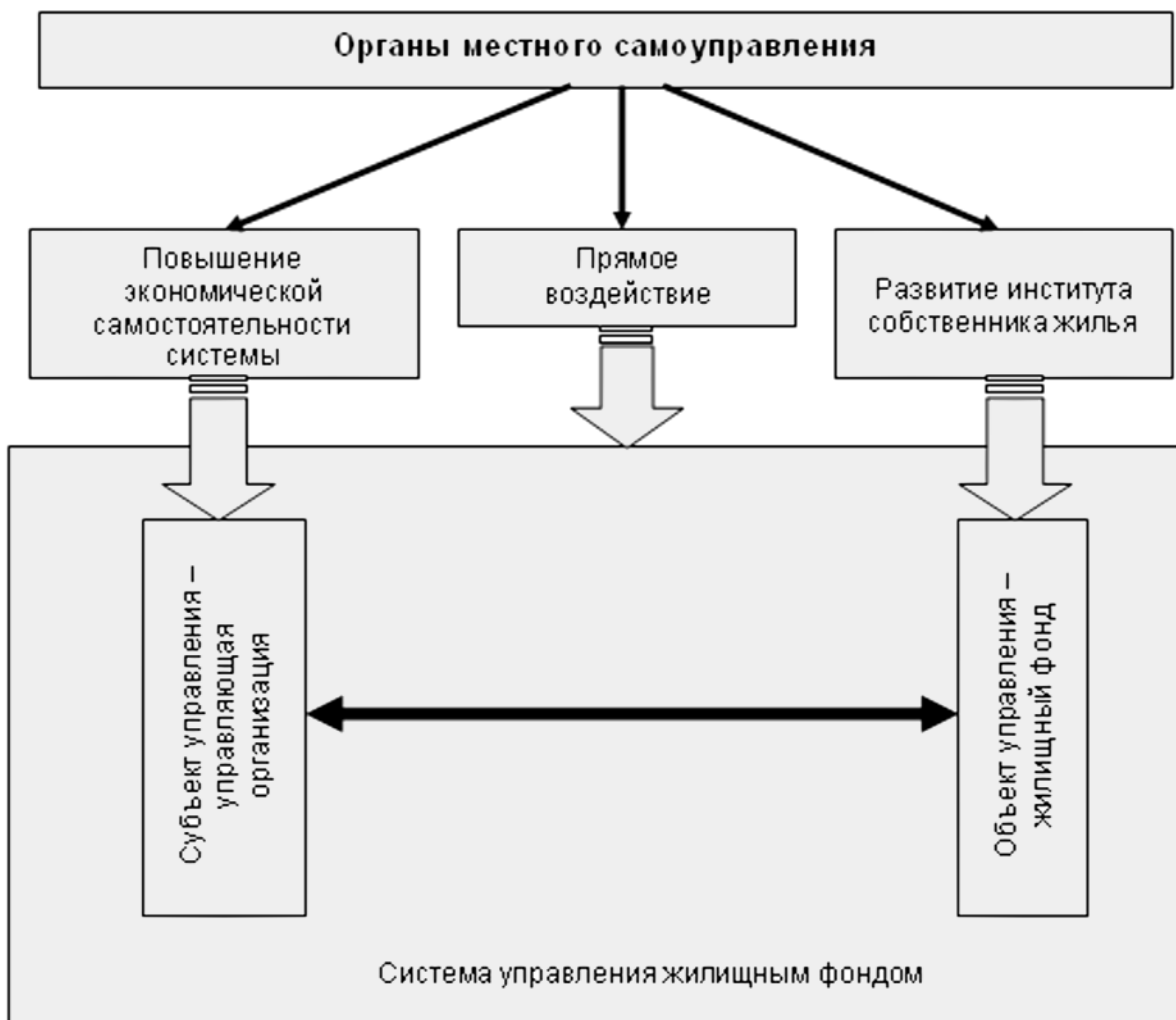 Органы местного самоуправления
Повышение
экономической
самостоятельности
системы
Прямое
воздействие
Развитие института
собственника жилья
Субъект управления –
управляющая
организация
Объект управления –
жилищный фонд
Система управления жилищным фондом